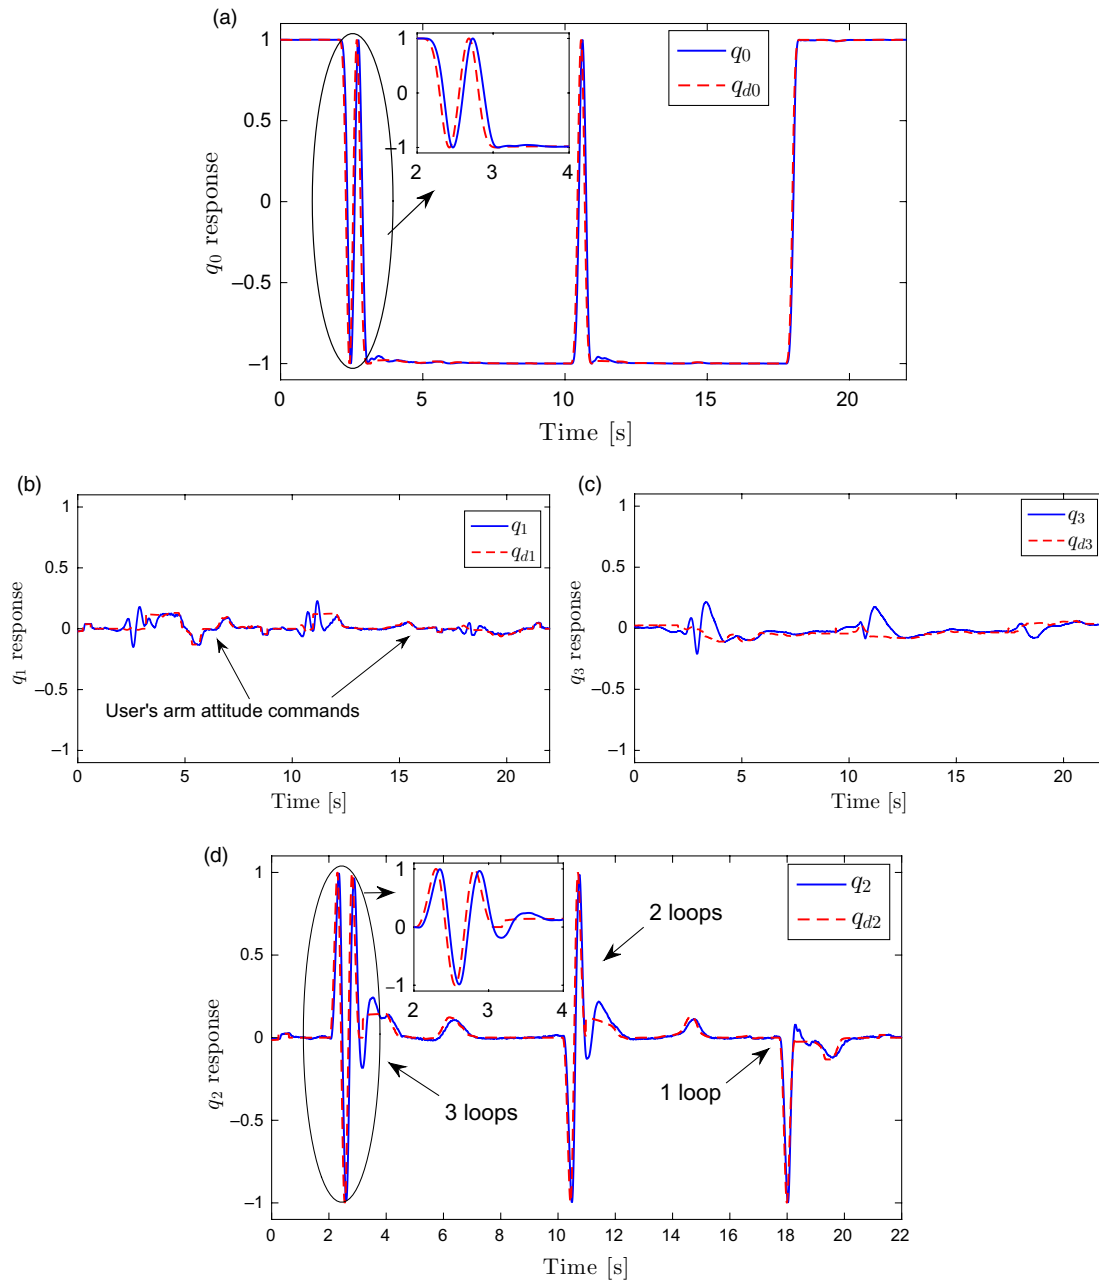 (a)
1
0.5
0
−0.5
−1
q0 response
0 5 10 15 20
Time [s]
1
0
−1
2 3 4
q0
qd0
(b)
1
0.5
0
−0.5
−1
q1 response
0 5 10 15 20
Time [s]
q1
qd1
User's arm attitude commands
(c)
1
0.5
0
−0.5
−1
q3 response
0 5 10 15 20
Time [s]
q3
qd3
(d)
1
0.5
0
−0.5
−1
q2 response
0 2 4 6 8 10 12 14 16 18 20 22
Time [s]
1
0
−1
2 3 4
q2
qd2
2 loops
3 loops
1 loop